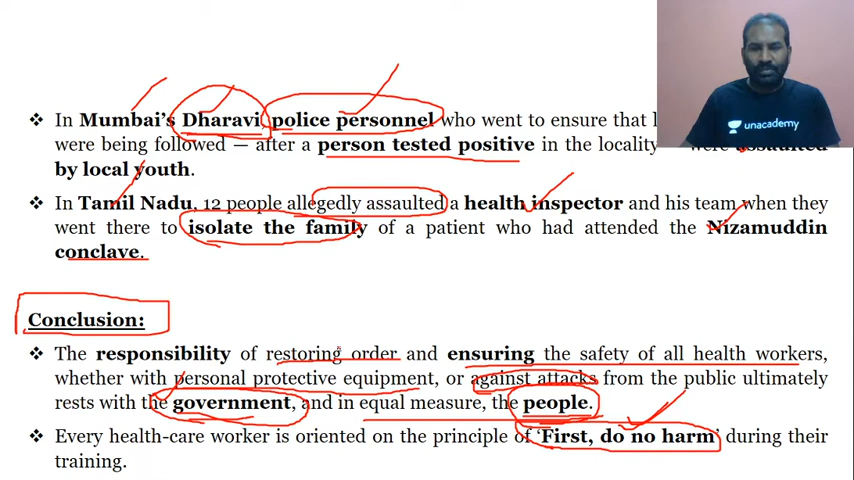 ❖ In Mumbai's Dharavi, police personnel who went to ensure that
were being followed — after a person tested positive in the locality — were assaulted
by local youth.
❖ In Tamil Nadu, 12 people allegedly assaulted a health inspector and his team when they
went there to isolate the family of a patient who had attended the Nizamuddin
conclave.
Conclusion:
❖ The responsibility of restoring order and ensuring the safety of all health workers,
whether with personal protective equipment, or against attacks from the public ultimately
rests with the government, and in equal measure, the people.
❖ Every health-care worker is oriented on the principle of 'First, do no harm' during their
training.
unacademy